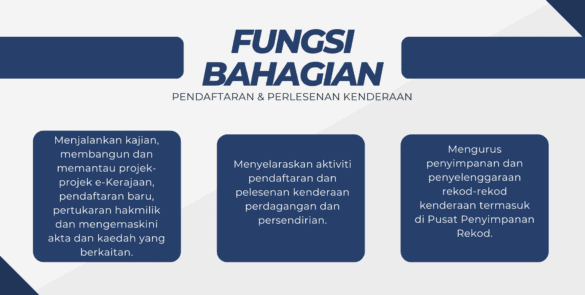 FUNGSI
BAHAGIAN
PENDAFTARAN & PERLESENAN KENDERAAN
Menjalankan kajian,
membangun dan
memantau projek-
projek e-Kerajaan,
pendaftaran baru,
pertukaran hakmilik
dan mengemaskini
akta dan kaedah yang
berkaitan.
Menyelaraskan aktiviti
pendaftaran dan
pelesenan kenderaan
perdagangan dan
persendirian.
Mengurus
penyimpanan dan
penyelenggaraan
rekod-rekod
kenderaan termasuk
di Pusat Penyimpanan
Rekod.